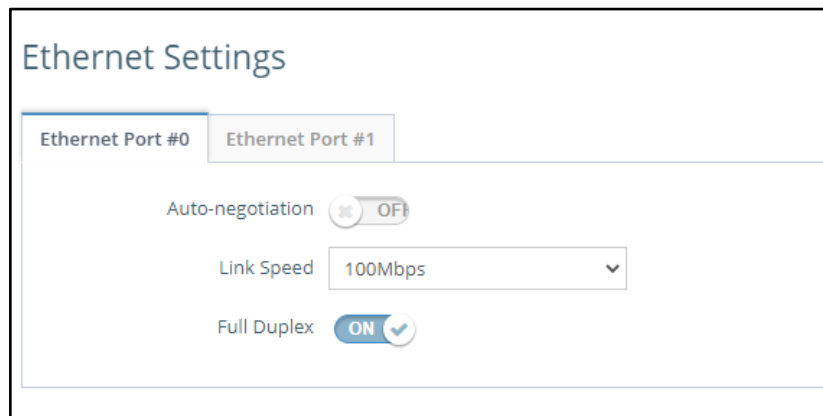 Ethernet Settings
Ethernet Port #0 Ethernet Port #1
Auto-negotiation OFF
Link Speed 100Mbps
Full Duplex ON